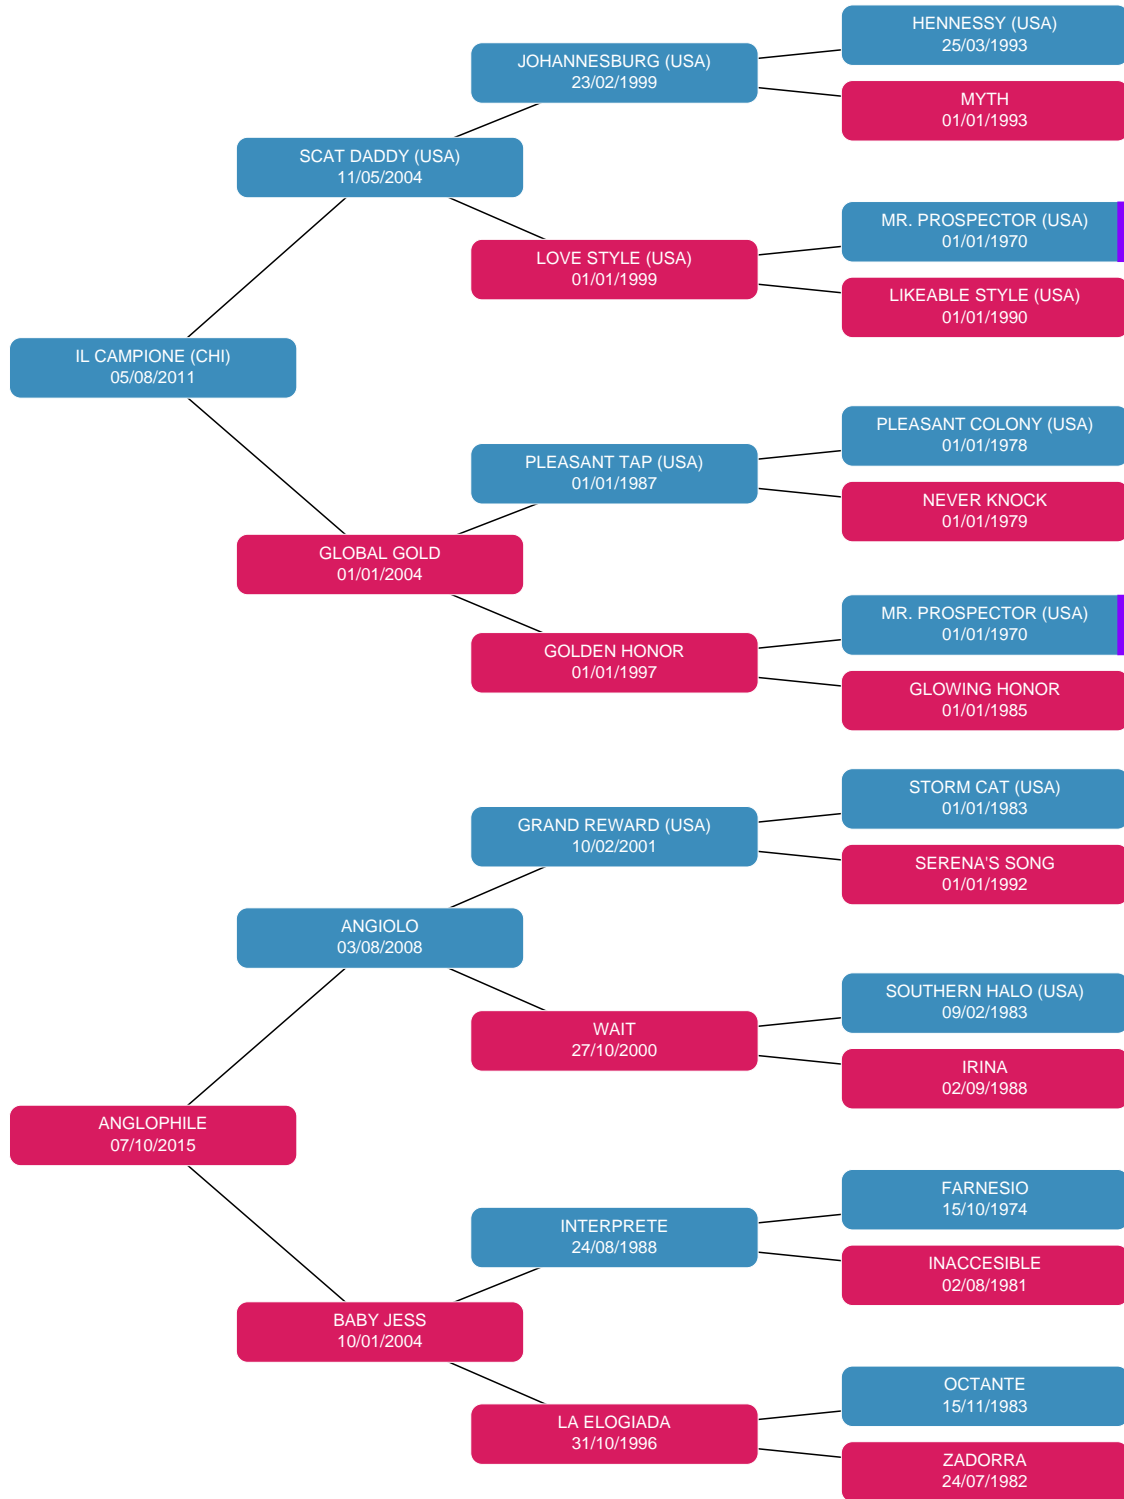 HENNESSY (USA)
25/03/1993
JOHANNESBURG (USA)
23/02/1999
MYTH
01/01/1993
SCAT DADDY (USA)
11/05/2004
MR. PROSPECTOR (USA)
01/01/1970
LOVE STYLE (USA)
01/01/1999
LIKEABLE STYLE (USA)
01/01/1990
IL CAMPIONE (CHI)
05/08/2011
PLEASANT COLONY (USA)
01/01/1978
PLEASANT TAP (USA)
01/01/1987
NEVER KNOCK
01/01/1979
GLOBAL GOLD
01/01/2004
MR. PROSPECTOR (USA)
01/01/1970
GOLDEN HONOR
01/01/1997
GLOWING HONOR
01/01/1985
STORM CAT (USA)
01/01/1983
GRAND REWARD (USA)
10/02/2001
SERENA'S SONG
01/01/1992
ANGIOLO
03/08/2008
SOUTHERN HALO (USA)
09/02/1983
WAIT
27/10/2000
IRINA
02/09/1988
ANGLOPHILE
07/10/2015
FARNESIO
15/10/1974
INTERPRETE
24/08/1988
INACCESIBLE
02/08/1981
BABY JESS
10/01/2004
OCTANTE
15/11/1983
LA ELOGIADA
31/10/1996
ZADORRA
24/07/1982